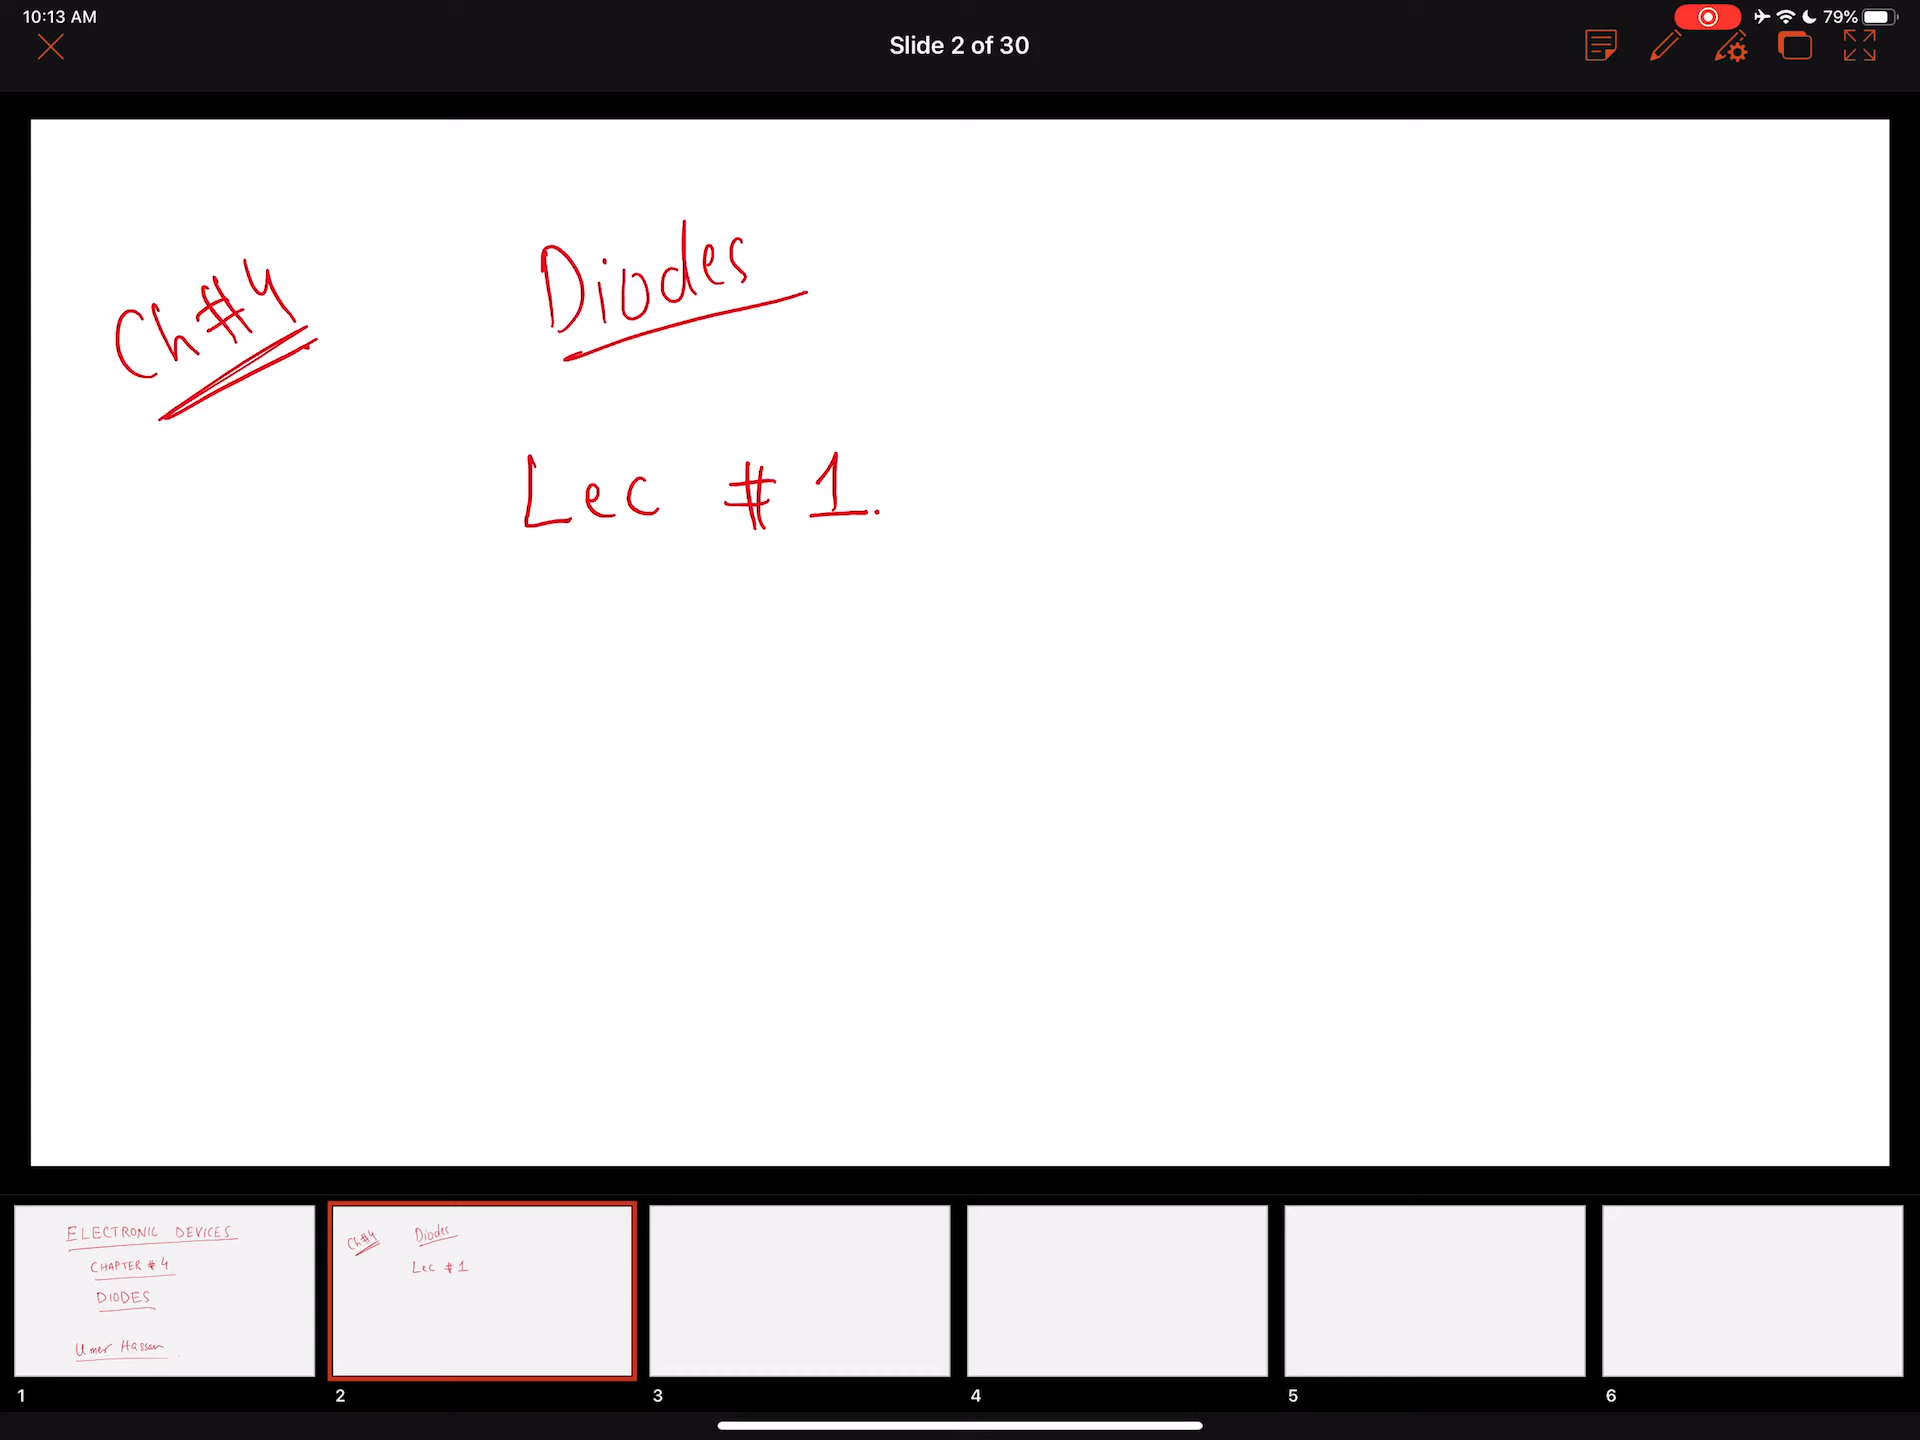 10:13 AM
79%
Slide 2 of 30
Ch#4
Diodes
Lec # 1.
ELECTRONIC DEVICES
CHAPTER # 4
DIODES
Umer Hassan
Ch#4
Diodes
Lec # 1
1
2
3
4
5
6